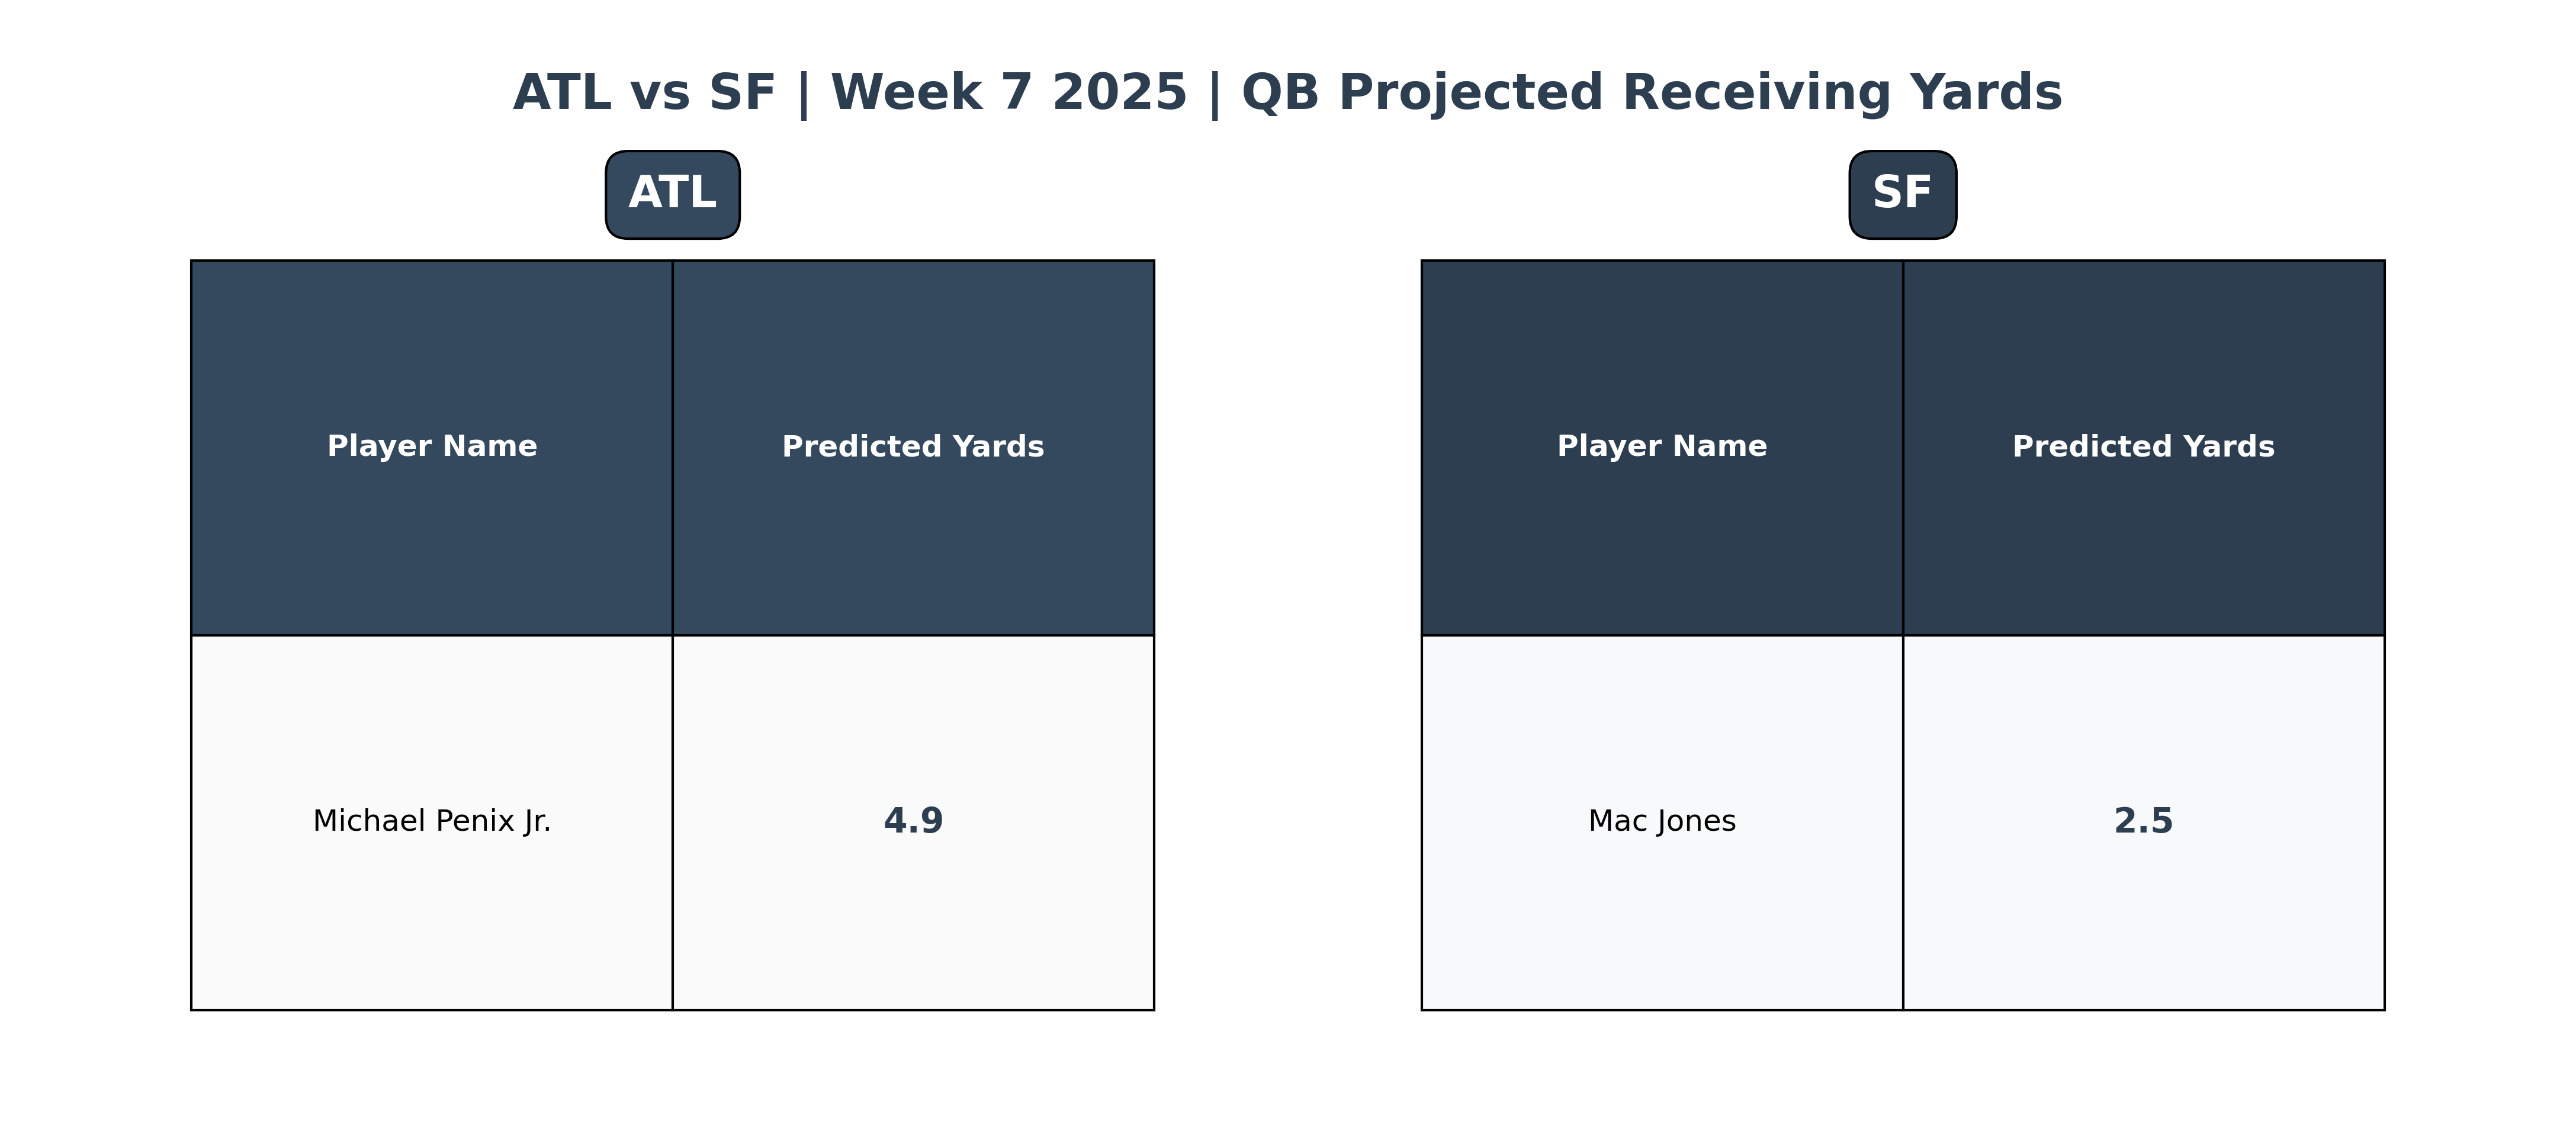 ATL vs SF | Week 7 2025 | QB Projected Receiving Yards
ATL
Player Name Predicted Yards
Michael Penix Jr. 4.9
SF
Player Name Predicted Yards
Mac Jones 2.5